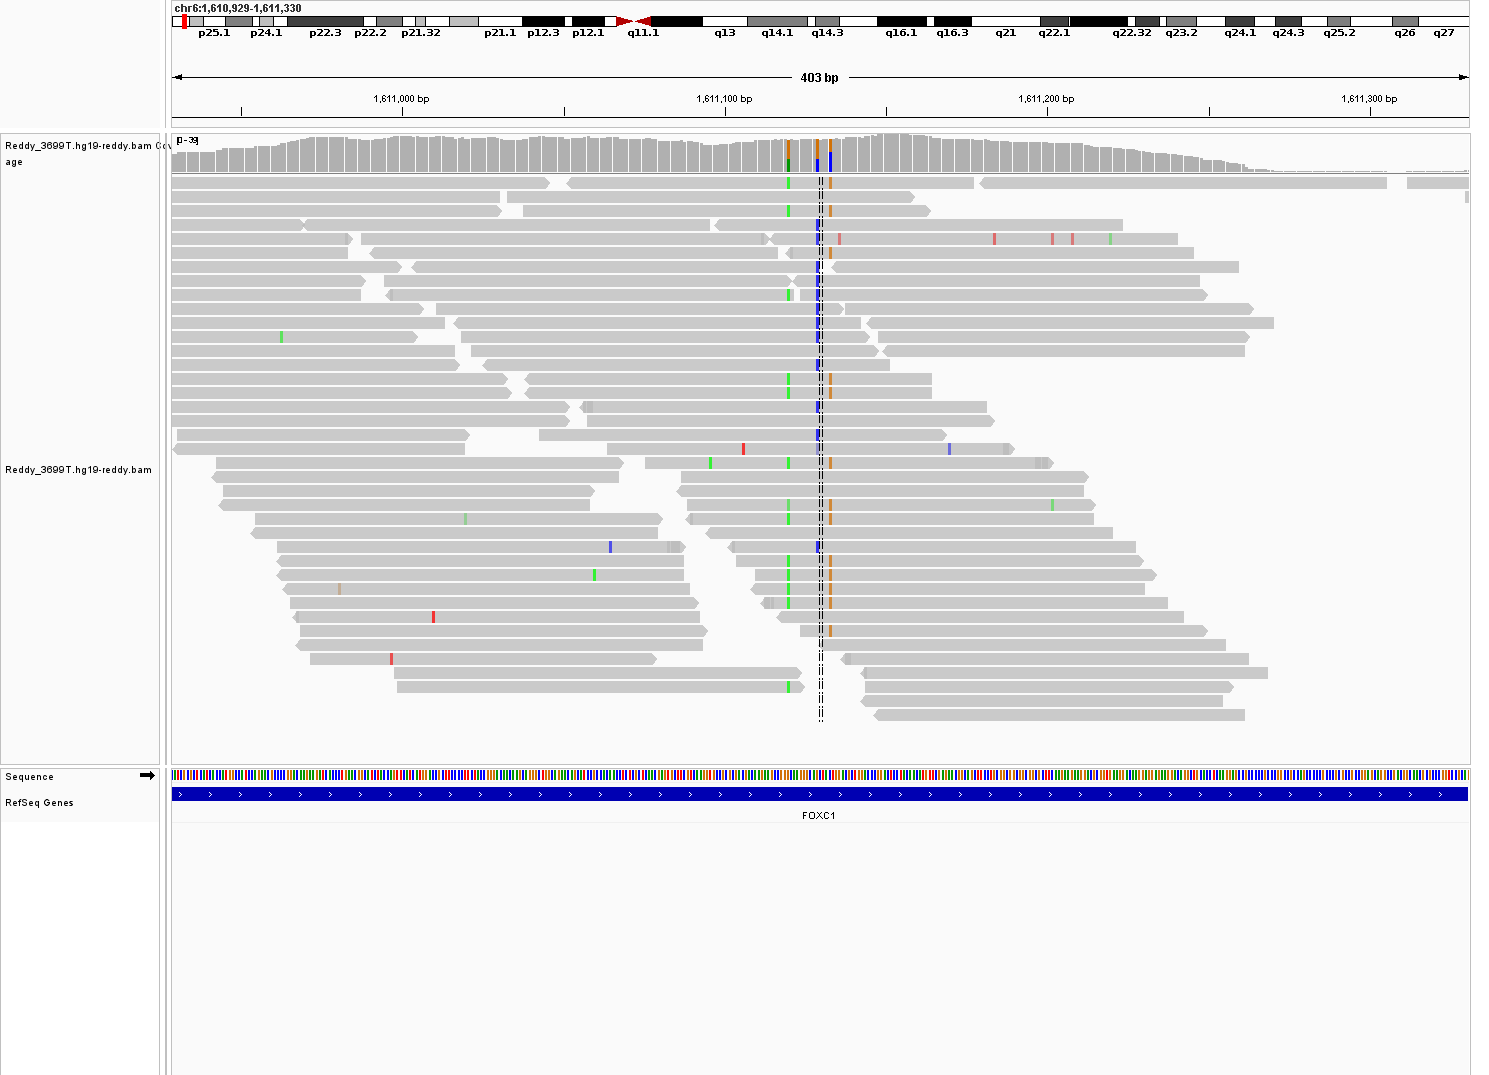 chr6:1,610,929-1,611,330
p25.1 p24.1 p22.3 p22.2 p21.32 p21.1 p12.3 p12.1 q11.1 q13 q14.1 q14.3 q16.1 q16.3 q21 q22.1 q22.32 q23.2 q24.1 q24.3 q25.2 q26 q27
403 bp
1,611,000 bp 1,611,100 bp 1,611,200 bp 1,611,300 bp
[0-39]
Reddy_3699T.hg19-reddy.bam Cov
age
Reddy_3699T.hg19-reddy.bam
Sequence
RefSeq Genes
FOXC1